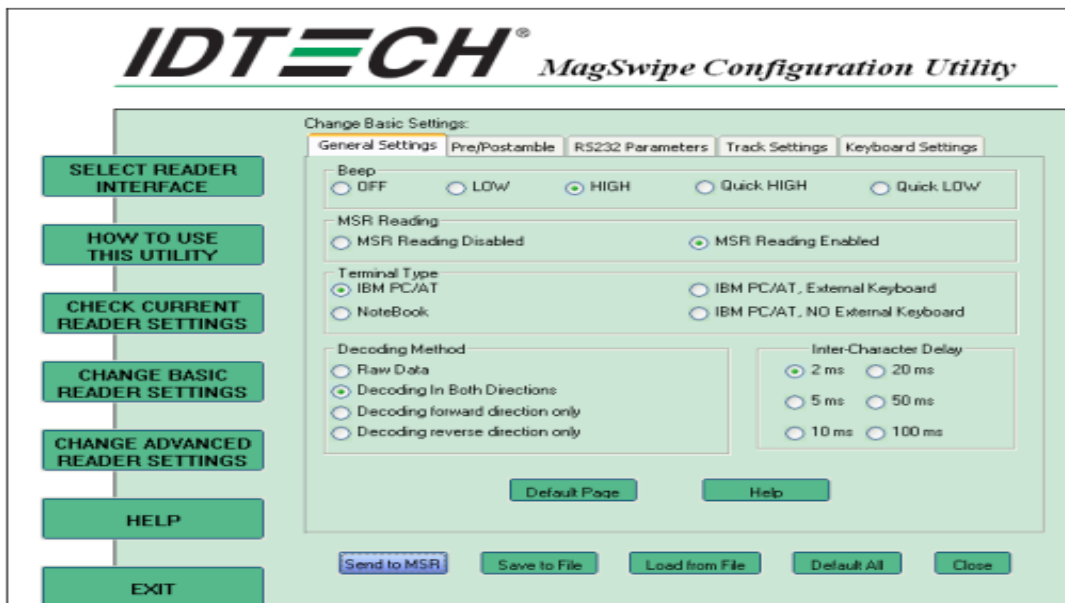 IDTECH®
MagSwipe Configuration Utility
SELECT READER
INTERFACE
HOW TO USE
THIS UTILITY
CHECK CURRENT
READER SETTINGS
CHANGE BASIC
READER SETTINGS
CHANGE ADVANCED
READER SETTINGS
HELP
EXIT
Change Basic Settings:
General Settings Pre/Postamble RS232 Parameters Track Settings Keyboard Settings
Beep
OFF LOW HIGH Quick HIGH Quick LOW
MSR Reading
MSR Reading Disabled MSR Reading Enabled
Terminal Type
IBM PC/AT IBM PC/AT, External Keyboard
NoteBook IBM PC/AT, NO External Keyboard
Decoding Method
Raw Data
Decoding In Both Directions
Decoding forward direction only
Decoding reverse direction only
Inter-Character Delay
2 ms 20 ms
5 ms 50 ms
10 ms 100 ms
Default Page Help
Send to MSR Save to File Load from File Default All Close